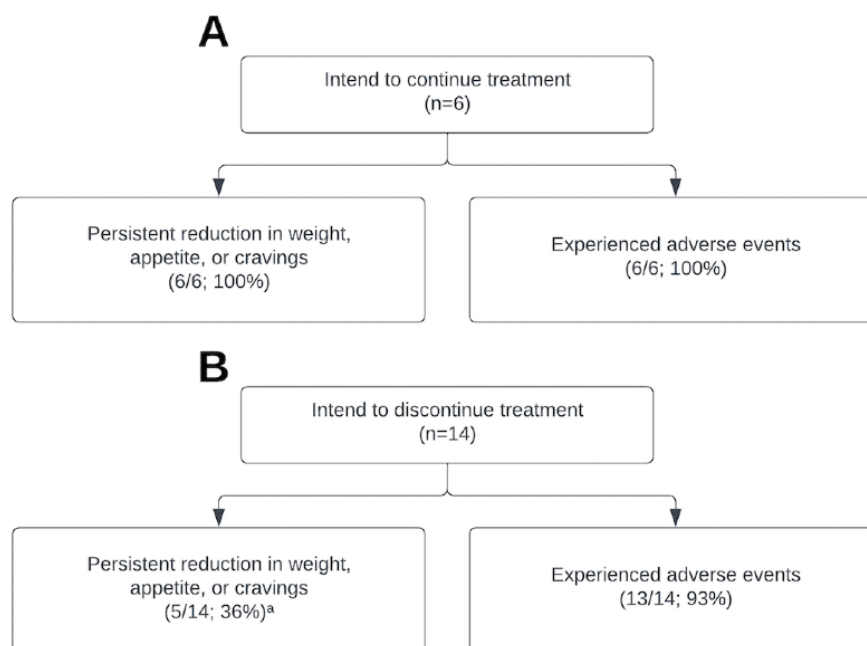 A
Intend to continue treatment
(n=6)
Persistent reduction in weight,
appetite, or cravings
(6/6; 100%)
Experienced adverse events
(6/6; 100%)
B
Intend to discontinue treatment
(n=14)
Persistent reduction in weight,
appetite, or cravings
(5/14; 36%)ᵃ
Experienced adverse events
(13/14; 93%)